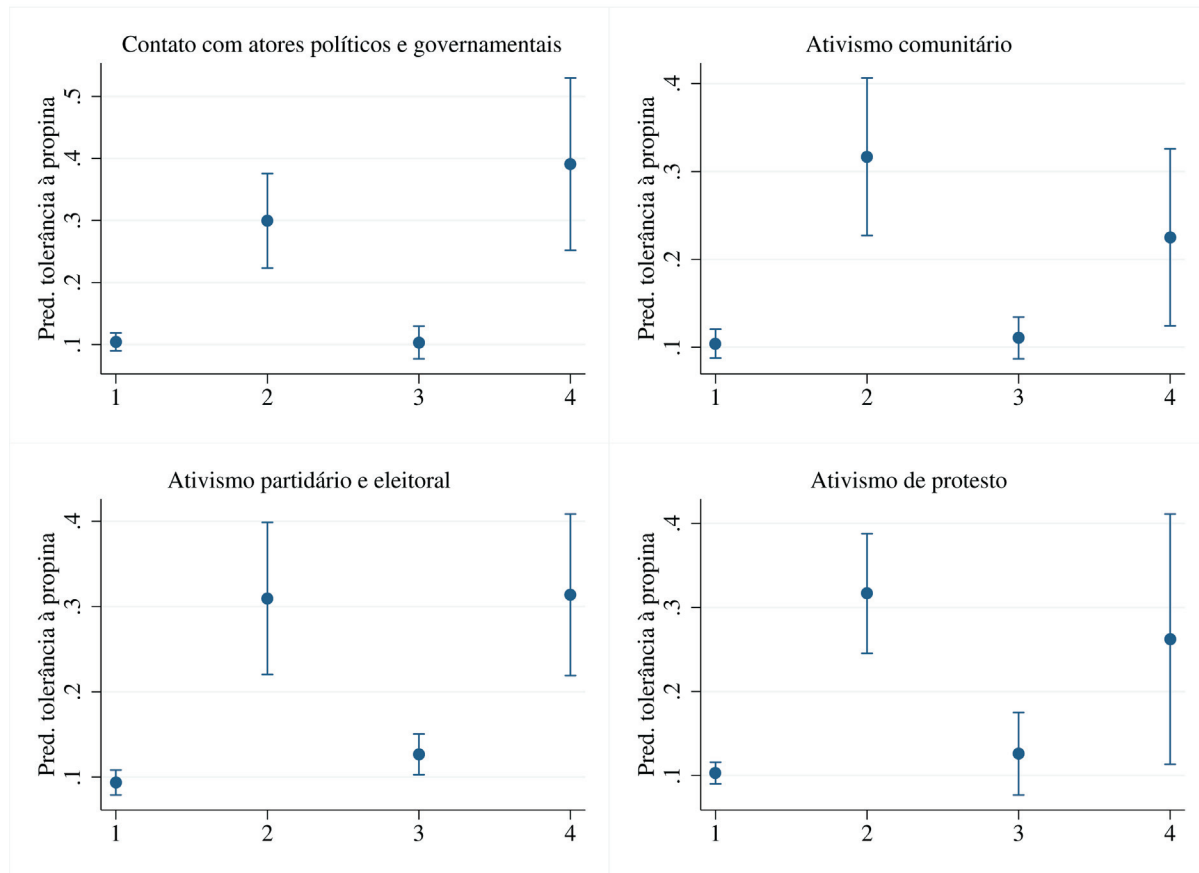 Contato com atores políticos e governamentais
Pred. tolerância à propina
.5
.4
.3
.2
.1
1 2 3 4
Ativismo comunitário
Pred. tolerância à propina
.4
.3
.2
.1
1 2 3 4
Ativismo partidário e eleitoral
Pred. tolerância à propina
.4
.3
.2
.1
1 2 3 4
Ativismo de protesto
Pred. tolerância à propina
.4
.3
.2
.1
1 2 3 4